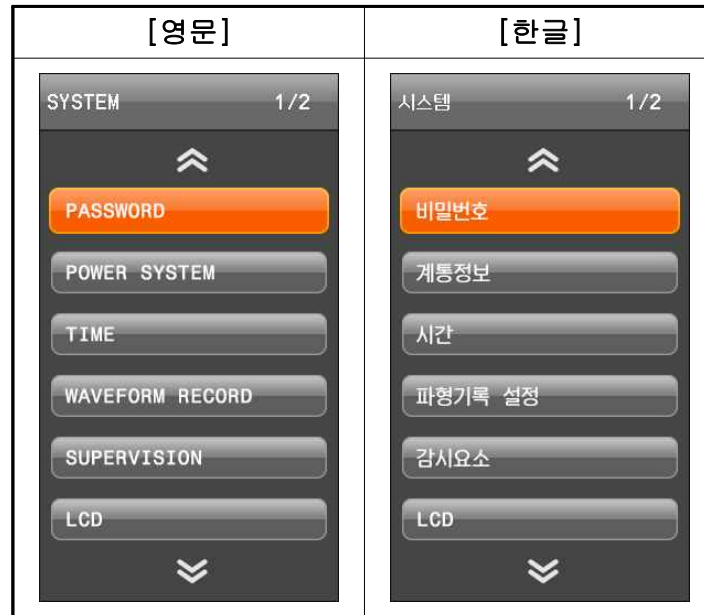 [영문]
[한글]
SYSTEM 1/2
PASSWORD
POWER SYSTEM
TIME
WAVEFORM RECORD
SUPERVISION
LCD
시스템 1/2
비밀번호
계통정보
시간
파형기록 설정
감시요소
LCD